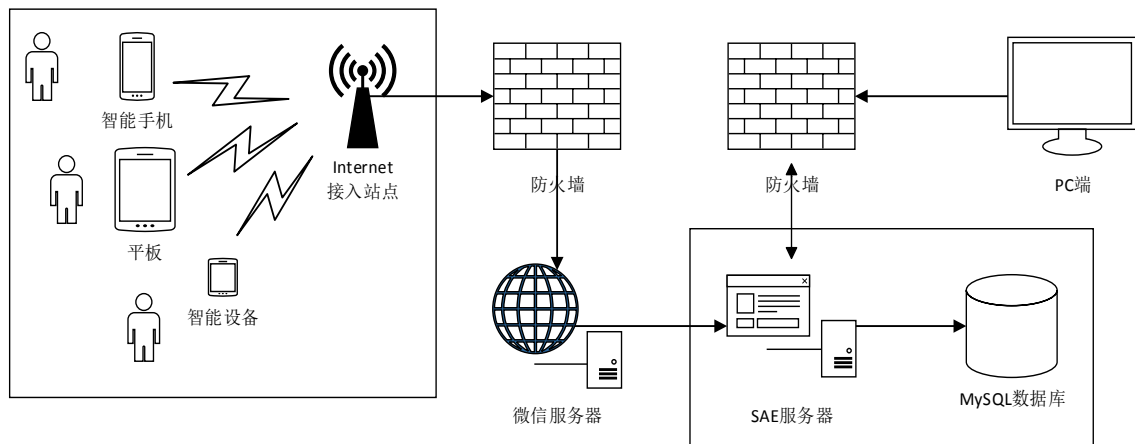 智能手机
Internet
接入站点
防火墙
防火墙
PC端
平板
智能设备
微信服务器
SAE服务器
MySQL数据库